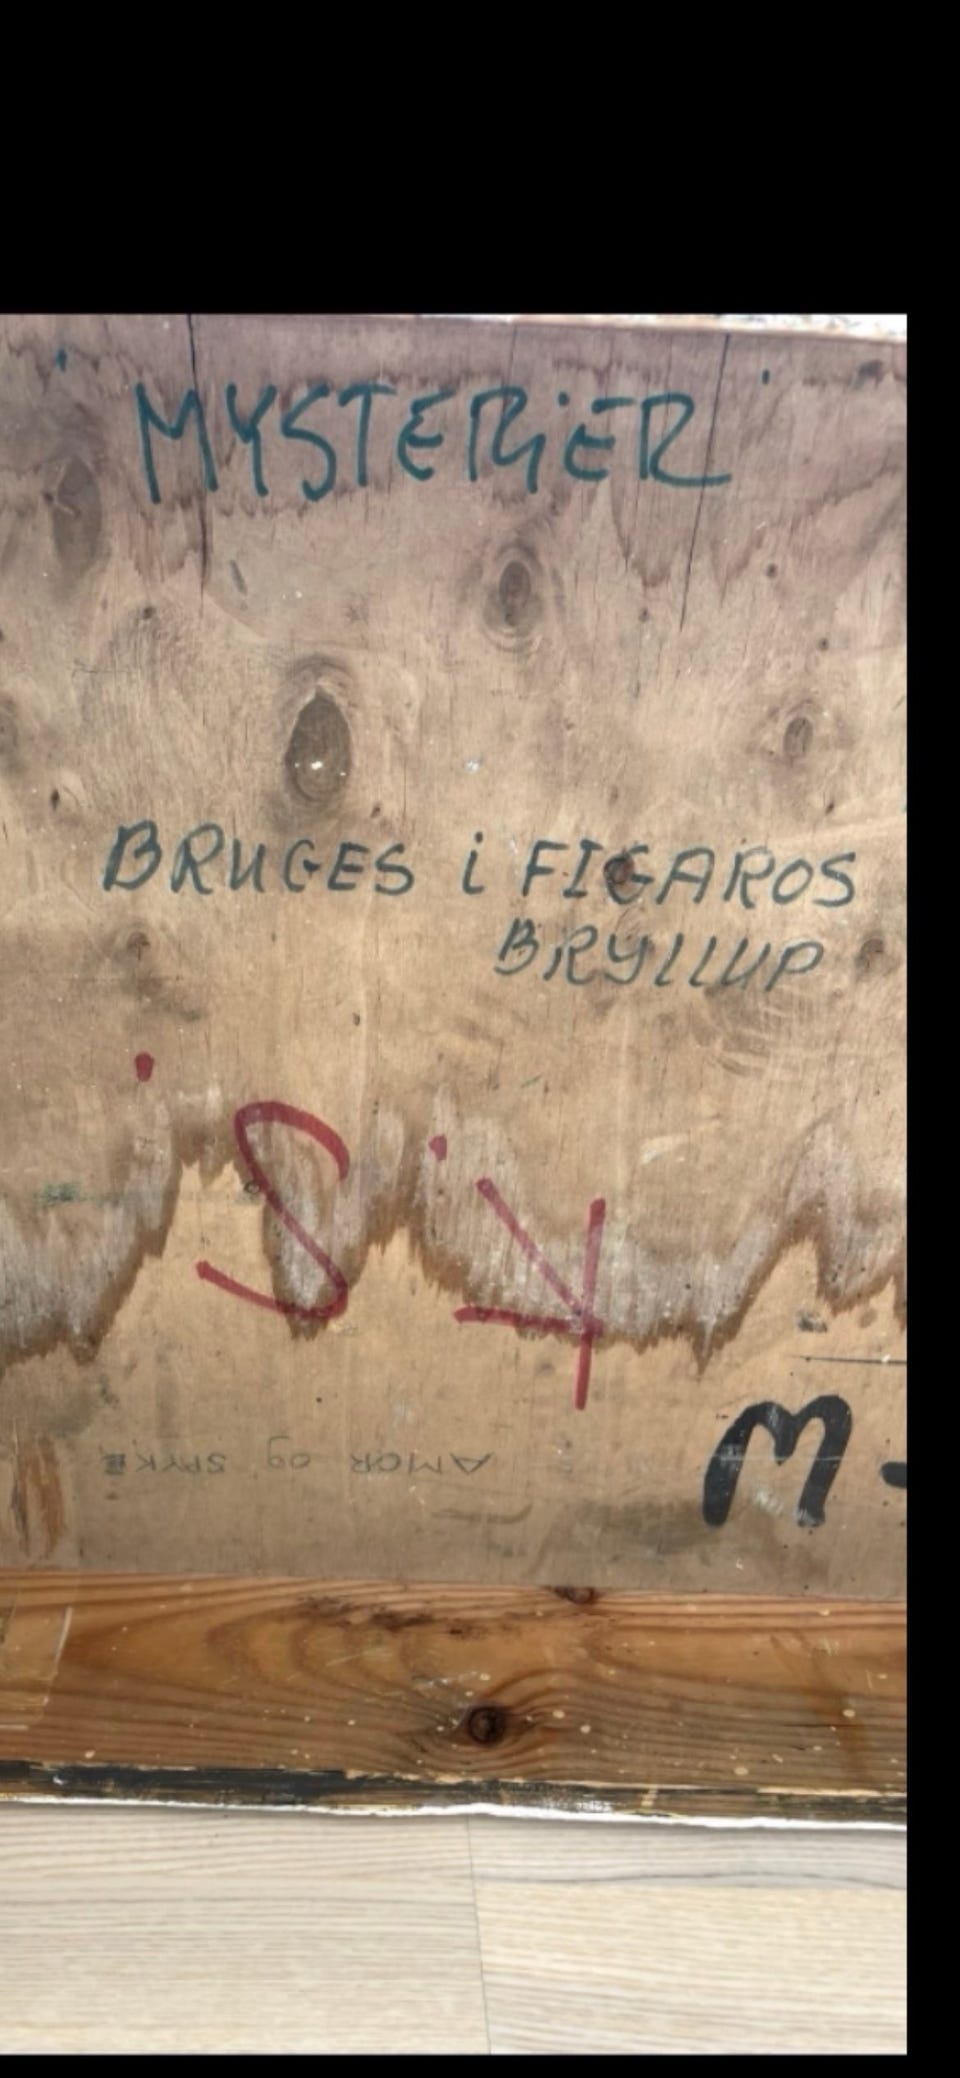 MYSTERiER
BRUGES i FIGAROS
BRYLLUP
K.S.
AMOR og SPYKE
M-